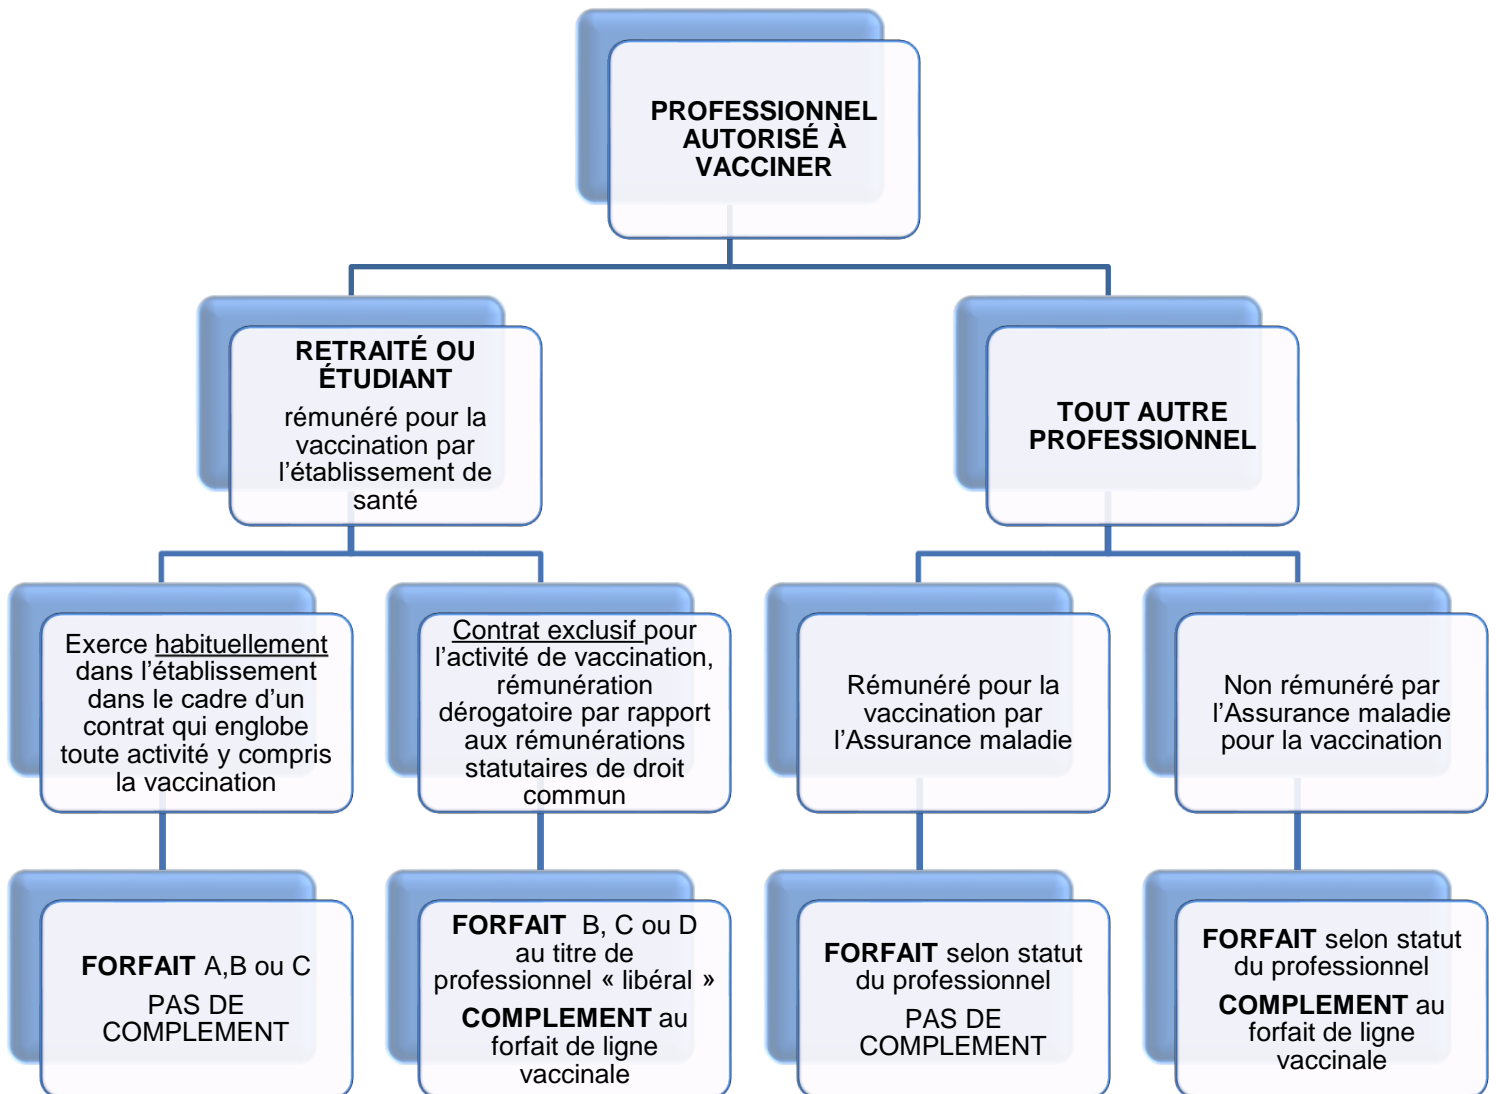 PROFESSIONNEL
AUTORISÉ À
VACCINER
RETRAITÉ OU
ÉTUDIANT
rémunéré pour la
vaccination par
l'établissement de
santé
TOUT AUTRE
PROFESSIONNEL
Exerce habituellement
dans l'établissement
dans le cadre d'un
contrat qui englobe
toute activité y compris
la vaccination
Contrat exclusif pour
l'activité de vaccination,
rémunération
dérogatoire par rapport
aux rémunérations
statutaires de droit
commun
Rémunéré pour la
vaccination par
l'Assurance maladie
Non rémunéré par
l'Assurance maladie
pour la vaccination
FORFAIT A,B ou C
PAS DE
COMPLEMENT
FORFAIT B, C ou D
au titre de
professionnel « libéral »
COMPLEMENT au
forfait de ligne
vaccinale
FORFAIT selon statut
du professionnel
PAS DE
COMPLEMENT
FORFAIT selon statut
du professionnel
COMPLEMENT au
forfait de ligne
vaccinale